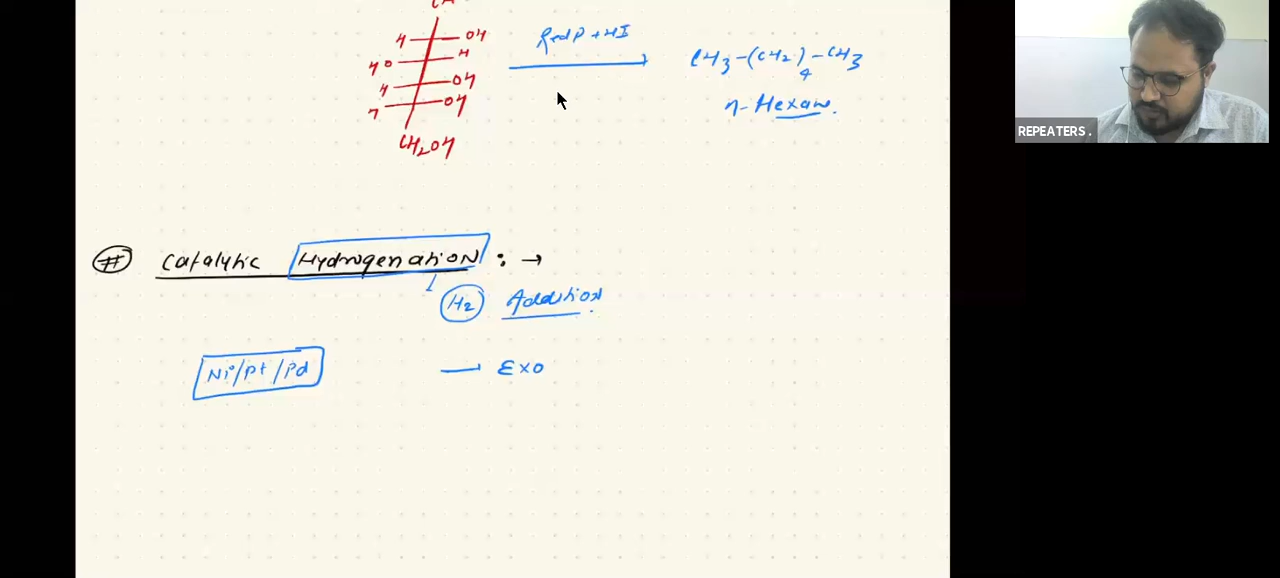 H OH
HO H
H OH
H OH
CH2OH
Red P + HI
CH3-(CH2)4-CH3
n-Hexane.
# Catalytic Hydrogenation : →
H2 Addition
Ni/Pt/Pd — Exo
REPEATERS .